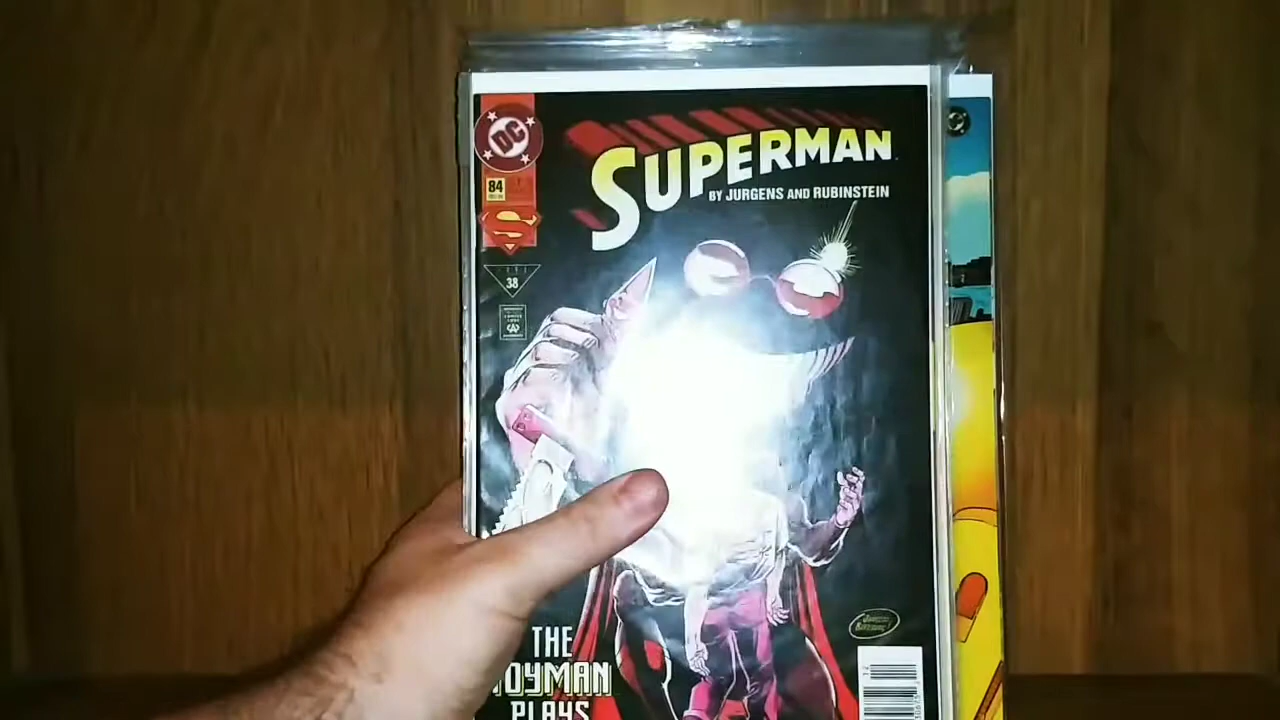 DC
SUPERMAN
84
BY JURGENS AND RUBINSTEIN
S
38
THE
TOYMAN
PLAYS